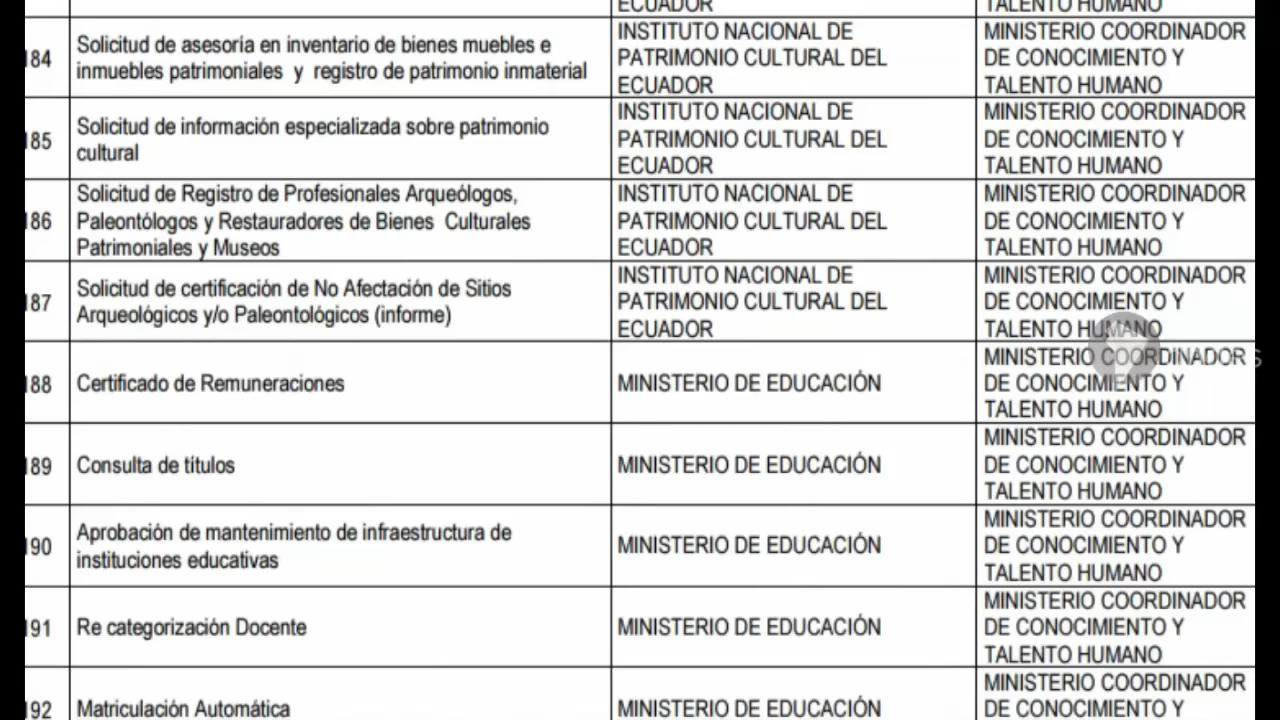 ECUADOR
TALENTO HUMANO
184
Solicitud de asesoría en inventario de bienes muebles e
inmuebles patrimoniales y registro de patrimonio inmaterial
INSTITUTO NACIONAL DE
PATRIMONIO CULTURAL DEL
ECUADOR
MINISTERIO COORDINADOR
DE CONOCIMIENTO Y
TALENTO HUMANO
185
Solicitud de información especializada sobre patrimonio
cultural
INSTITUTO NACIONAL DE
PATRIMONIO CULTURAL DEL
ECUADOR
MINISTERIO COORDINADOR
DE CONOCIMIENTO Y
TALENTO HUMANO
186
Solicitud de Registro de Profesionales Arqueólogos,
Paleontólogos y Restauradores de Bienes Culturales
Patrimoniales y Museos
INSTITUTO NACIONAL DE
PATRIMONIO CULTURAL DEL
ECUADOR
MINISTERIO COORDINADOR
DE CONOCIMIENTO Y
TALENTO HUMANO
187
Solicitud de certificación de No Afectación de Sitios
Arqueológicos y/o Paleontológicos (informe)
INSTITUTO NACIONAL DE
PATRIMONIO CULTURAL DEL
ECUADOR
MINISTERIO COORDINADOR
DE CONOCIMIENTO Y
TALENTO HUMANO
188
Certificado de Remuneraciones
MINISTERIO DE EDUCACIÓN
MINISTERIO COORDINADOR
DE CONOCIMIENTO Y
TALENTO HUMANO
189
Consulta de títulos
MINISTERIO DE EDUCACIÓN
MINISTERIO COORDINADOR
DE CONOCIMIENTO Y
TALENTO HUMANO
190
Aprobación de mantenimiento de infraestructura de
instituciones educativas
MINISTERIO DE EDUCACIÓN
MINISTERIO COORDINADOR
DE CONOCIMIENTO Y
TALENTO HUMANO
191
Re categorización Docente
MINISTERIO DE EDUCACIÓN
MINISTERIO COORDINADOR
DE CONOCIMIENTO Y
TALENTO HUMANO
192
Matriculación Automática
MINISTERIO DE EDUCACIÓN
MINISTERIO COORDINADOR
DE CONOCIMIENTO Y